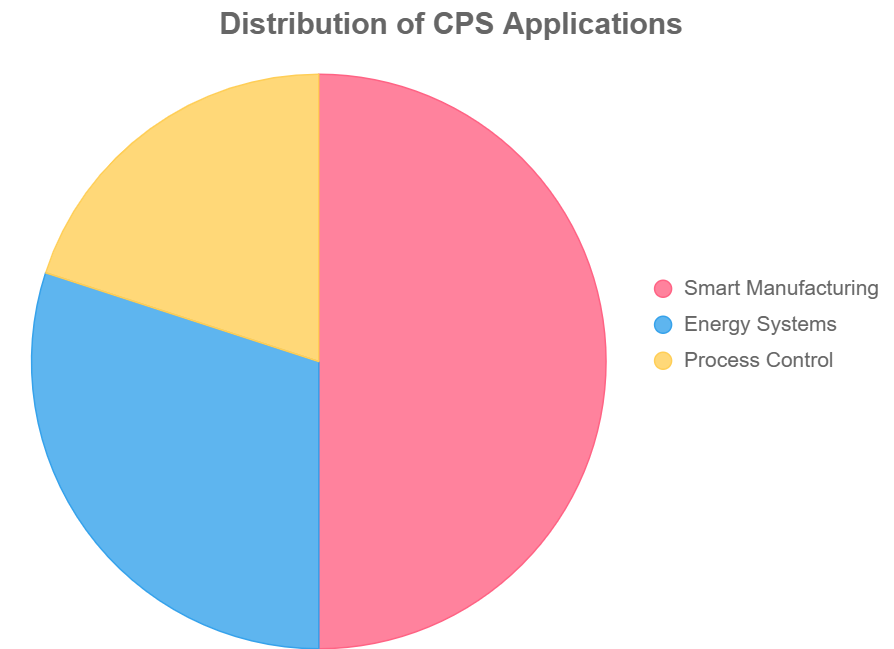 Distribution of CPS Applications
Smart Manufacturing
Energy Systems
Process Control